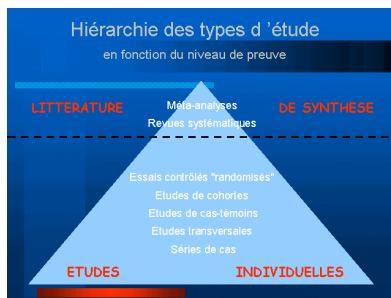 Hiérarchie des types d 'étude
en fonction du niveau de preuve
LITTERATURE Méta-analyses DE SYNTHESE
Revues systématiques
Essais contrôlés "randomisés"
Etudes de cohortes
Etudes de cas-témoins
Etudes transversales
Séries de cas
ETUDES INDIVIDUELLES